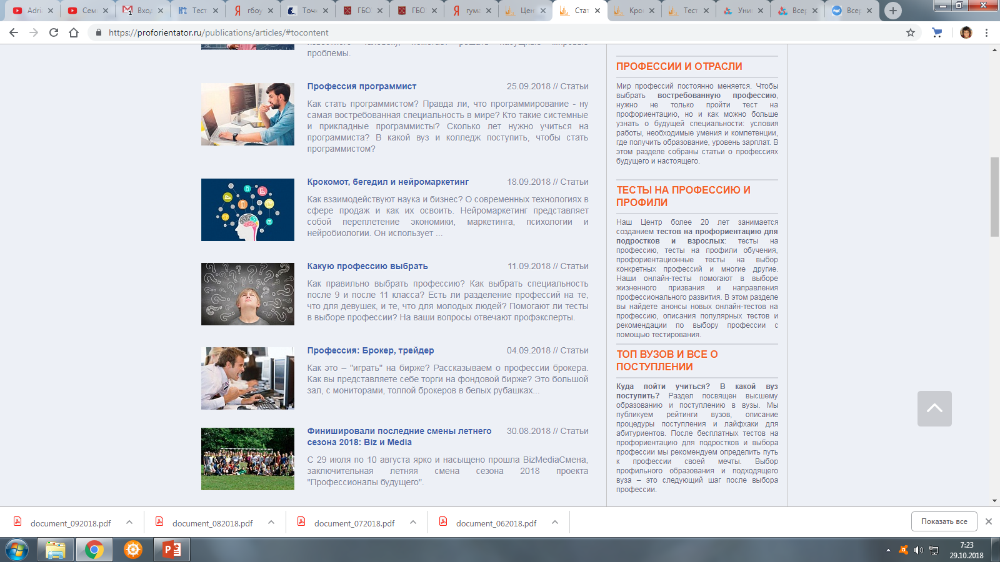 Adri
Сем
Вход
Тест
гбоу
Точк
ГБО
ГБО
гума
Цен
Стат
Кро
Тест
Уни
Всер
Всер
https://proforientator.ru/publications/articles/#tocontent
проблемы.
Профессия программист 25.09.2018 // Статьи
Как стать программистом? Правда ли, что программирование - ну
самая востребованная специальность в мире? Кто такие системные
и прикладные программисты? Сколько лет нужно учиться на
программиста? В какой вуз и колледж поступить, чтобы стать
программистом?
Крокомот, бегедил и нейромаркетинг 18.09.2018 // Статьи
Как взаимодействуют наука и бизнес? О современных технологиях в
сфере продаж и как их освоить. Нейромаркетинг представляет
собой переплетение экономики, маркетинга, психологии и
нейробиологии. Он использует ...
Какую профессию выбрать 11.09.2018 // Статьи
Как правильно выбрать профессию? Как выбрать специальность
после 9 и после 11 класса? Есть ли разделение профессий на те,
что для девушек, и те, что для молодых людей? Помогают ли тесты
в выборе профессии? На ваши вопросы отвечают профэксперты.
Профессия: Брокер, трейдер 04.09.2018 // Статьи
Как это – "играть" на бирже? Рассказываем о профессии брокера.
Как вы представляете себе торги на фондовой бирже? Это большой
зал, с мониторами, толпой брокеров в белых рубашках...
Финишировали последние смены летнего 30.08.2018 // Статьи
сезона 2018: Biz и Media
С 29 июля по 10 августа ярко и насыщено прошла BizMediaСмена,
заключительная летняя смена сезона 2018 проекта
"Профессионалы будущего".
ПРОФЕССИИ И ОТРАСЛИ
Мир профессий постоянно меняется. Чтобы
выбрать востребованную профессию,
нужно не только пройти тест на
профориентацию, но и как можно больше
узнать о будущей специальности: условия
работы, необходимые умения и компетенции,
где получить образование, уровень зарплат. В
этом разделе собраны статьи о профессиях
будущего и настоящего.
ТЕСТЫ НА ПРОФЕССИЮ И
ПРОФИЛИ
Наш Центр более 20 лет занимается
созданием тестов на профориентацию для
подростков и взрослых: тесты на
профессию, тесты на профили обучения,
профориентационные тесты на выбор
конкретных профессий и многие другие.
Наши онлайн-тесты помогают в выборе
жизненного призвания и направления
профессионального развития. В этом разделе
вы найдете анонсы новых онлайн-тестов на
профессию, описания популярных тестов и
рекомендации по выбору профессии с
помощью тестирования.
ТОП ВУЗОВ И ВСЕ О
ПОСТУПЛЕНИИ
Куда пойти учиться? В какой вуз
поступить? Раздел посвящен высшему
образованию и поступлению в вузы. Мы
публикуем рейтинги вузов, описание
процедуры поступления и лайфхаки для
абитуриентов. После бесплатных тестов на
профориентацию для подростков и выбора
профессии мы рекомендуем определить путь
к профессии своей мечты. Выбор
профильного образования и подходящего
вуза – это следующий шаг после выбора
профессии.
document_092018.pdf
document_082018.pdf
document_072018.pdf
document_062018.pdf
Показать все
7:23
29.10.2018